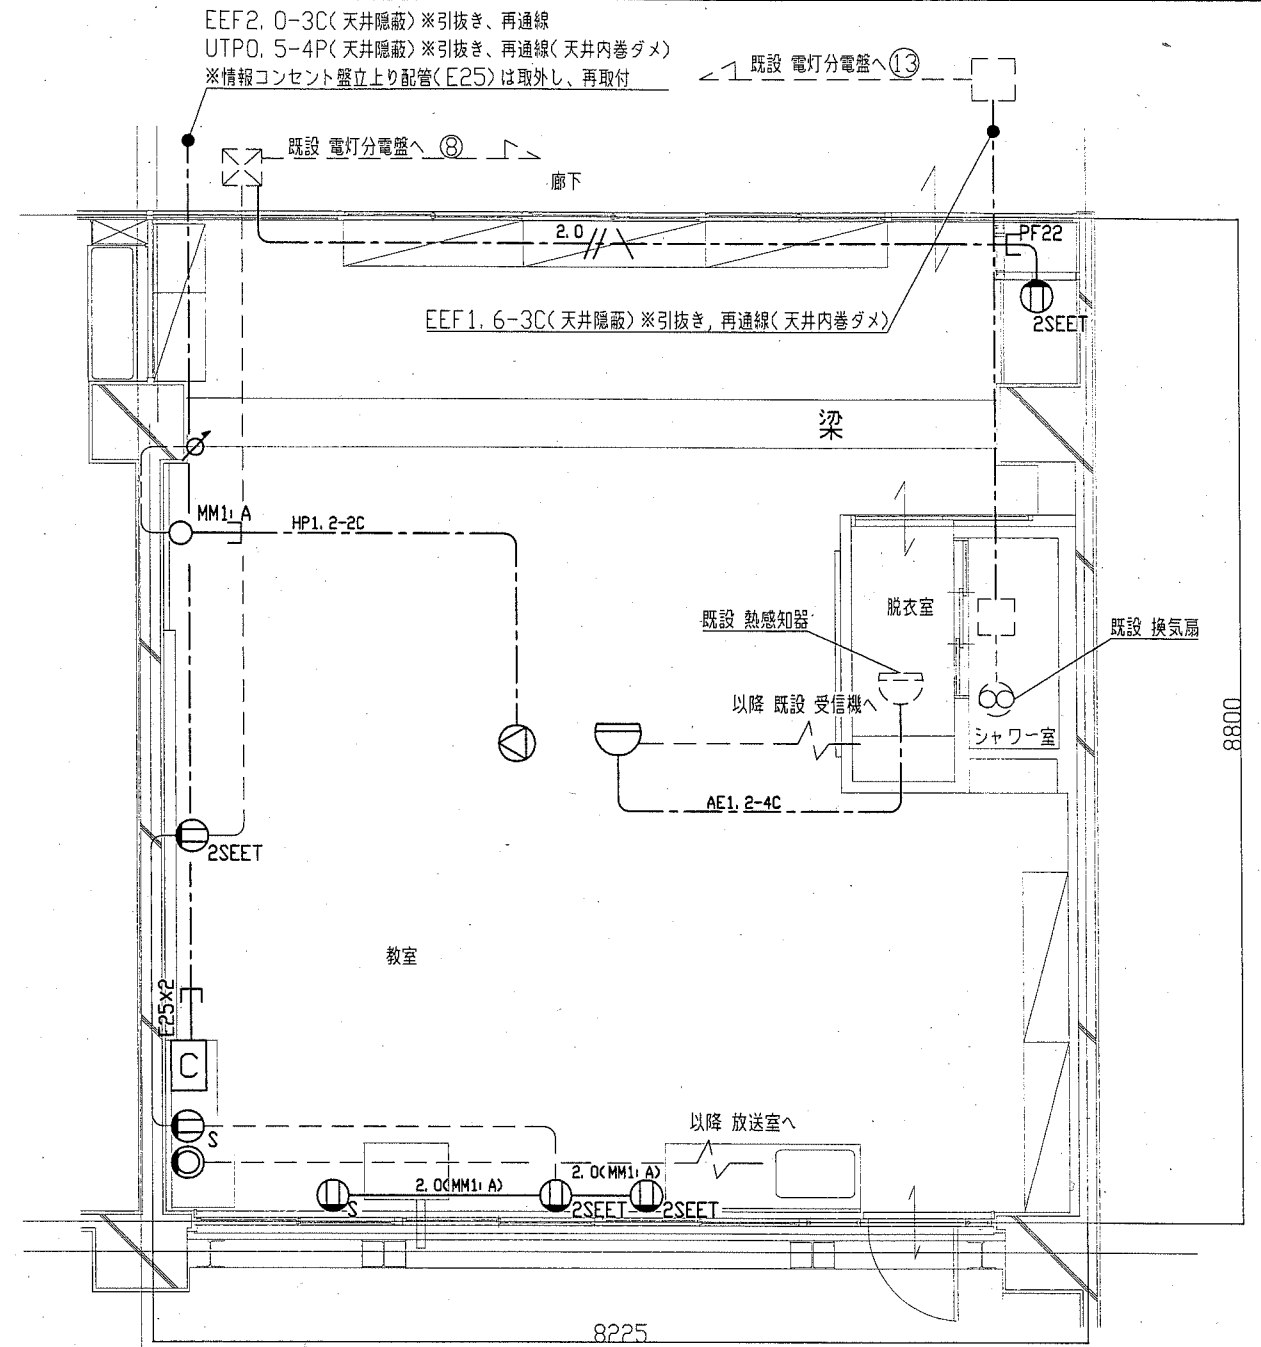 EEF2.0-3C(天井隠蔽)※引抜き、再通線
UTP0.5-4P(天井隠蔽)※引抜き、再通線(天井内巻ダメ)
※情報コンセント盤立上り配管(E25)は取外し、再取付
既設 電灯分電盤へ ⑬
既設 電灯分電盤へ ⑧
廊下
2.0
PF22
2SEET
EEF1.6-3C(天井隠蔽)※引抜き,再通線(天井内巻ダメ)
梁
MM1:A
HP1.2-2C
脱衣室
既設 熱感知器
既設 換気扇
以降 既設 受信機へ
シャワー室
8800
AE1.2-4C
2SEET
教室
E25×2
C
以降 放送室へ
S
2.0(MM1:A)
2.0(MM1:A)
S
2SEET
2SEET
8225